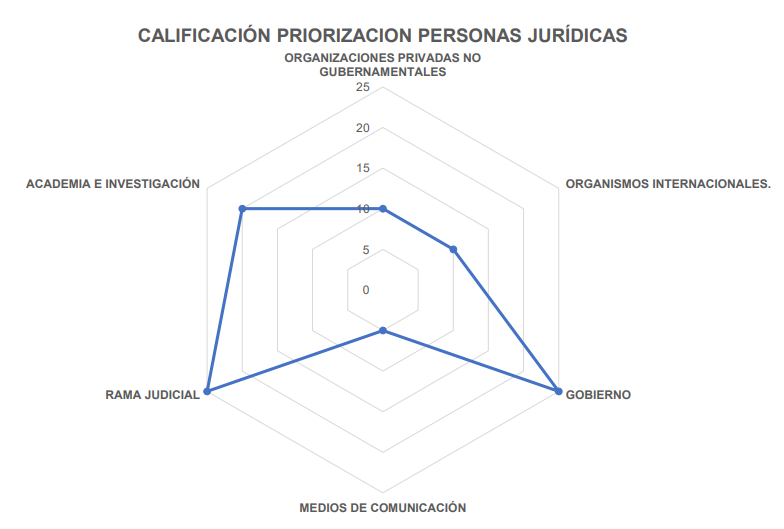 CALIFICACIÓN PRIORIZACION PERSONAS JURÍDICAS
ORGANIZACIONES PRIVADAS NO
GUBERNAMENTALES
25
20
15
10
5
0
ACADEMIA E INVESTIGACIÓN
ORGANISMOS INTERNACIONALES.
RAMA JUDICIAL
GOBIERNO
MEDIOS DE COMUNICACIÓN